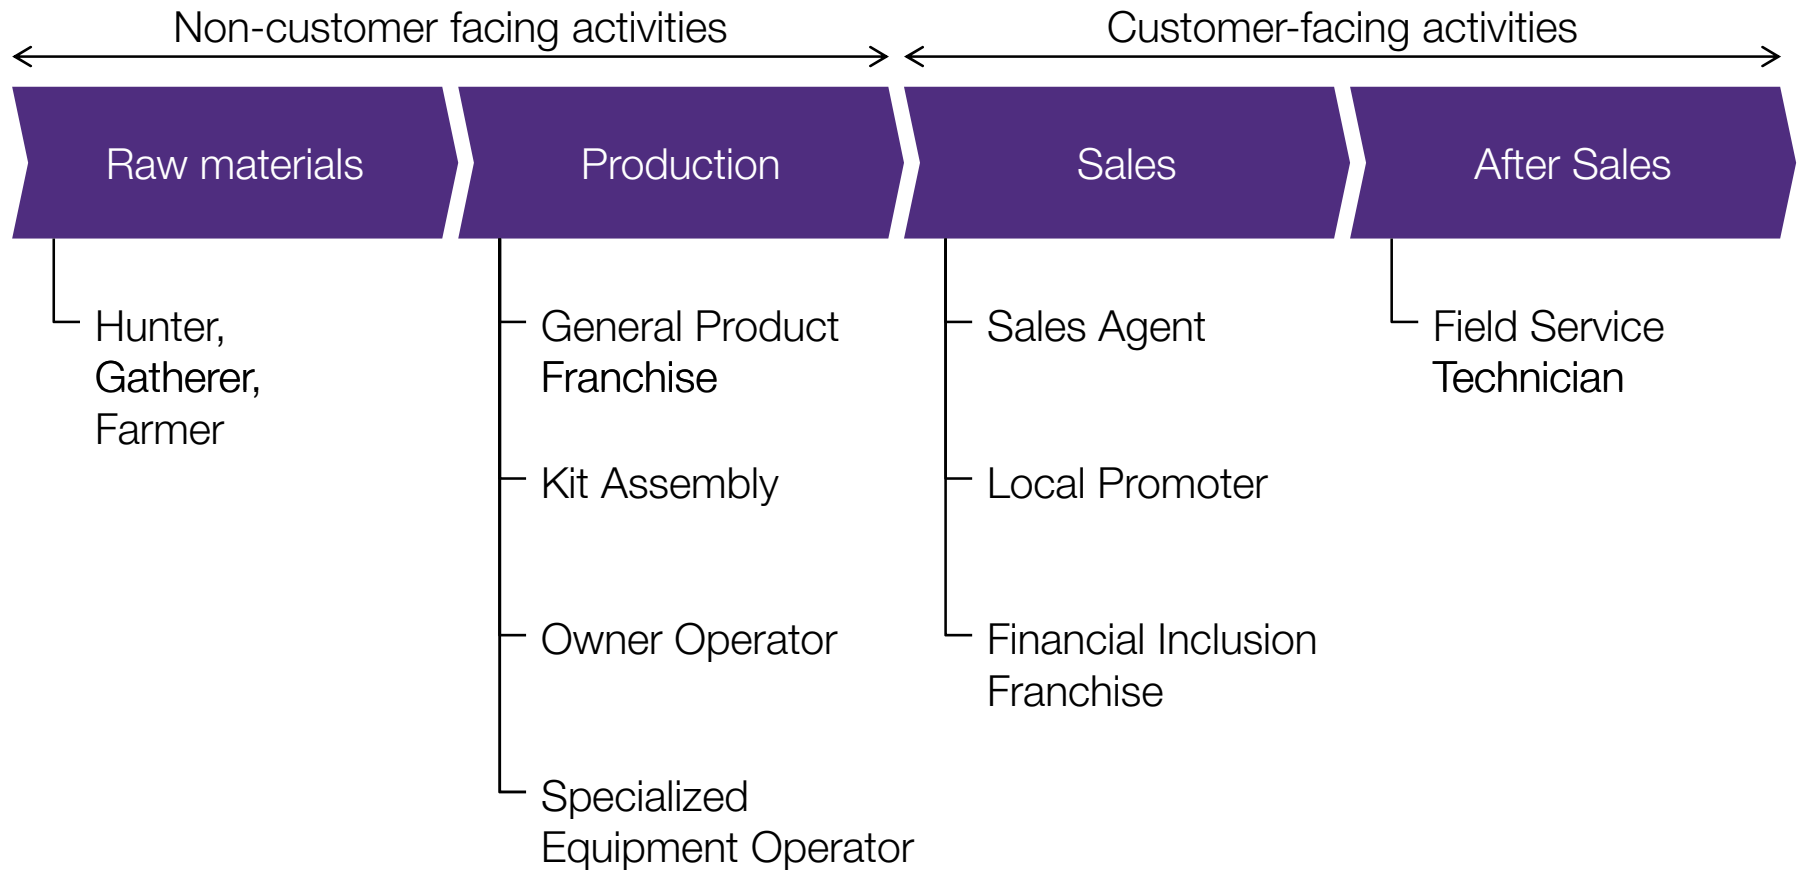 Non-customer facing activities
Customer-facing activities
Raw materials
Production
Sales
After Sales
Hunter,
Gatherer,
Farmer
General Product
Franchise
Kit Assembly
Owner Operator
Specialized
Equipment Operator
Sales Agent
Local Promoter
Financial Inclusion
Franchise
Field Service
Technician